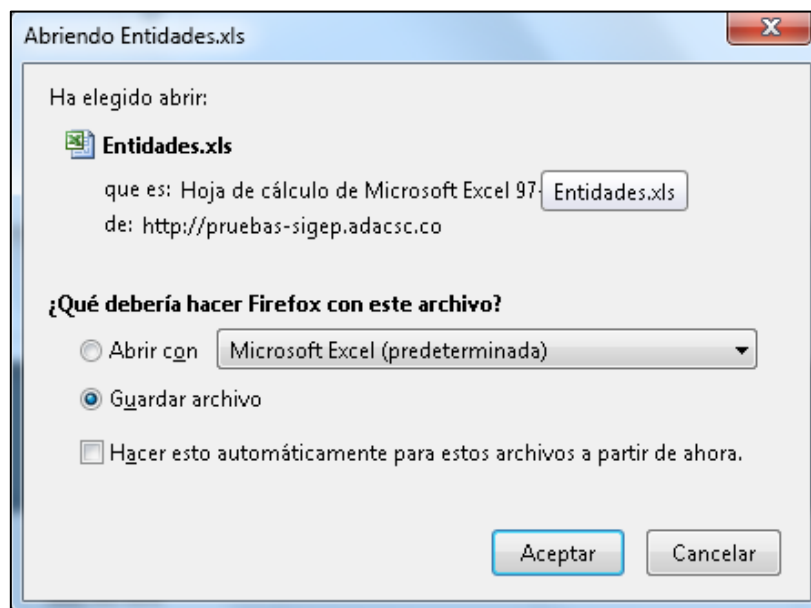 Abriendo Entidades.xls
Ha elegido abrir:
Entidades.xls
que es: Hoja de cálculo de Microsoft Excel 97- Entidades.xls
de: http://pruebas-sigep.adacsc.co
¿Qué debería hacer Firefox con este archivo?
Abrir con Microsoft Excel (predeterminada)
Guardar archivo
Hacer esto automáticamente para estos archivos a partir de ahora.
Aceptar Cancelar